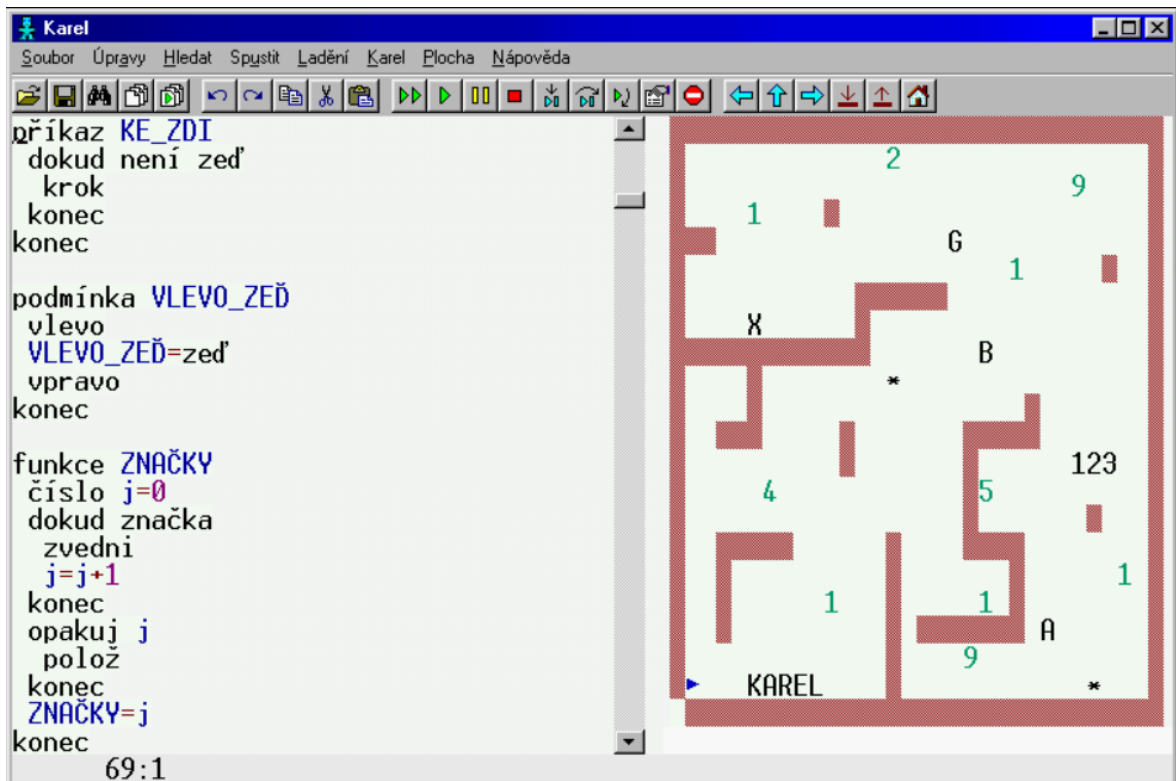 Karel
Soubor Úpravy Hledat Spustit Ladění Karel Plocha Nápověda
příkaz KE_ZDI
dokud není zeď
krok
konec
konec
podmínka VLEVO_ZEĎ
vlevo
VLEVO_ZEĎ=zeď
vpravo
konec
funkce ZNAČKY
číslo j=0
dokud značka
zvedni
j=j+1
konec
opakuj j
polož
konec
ZNAČKY=j
konec
69:1
2
9
1
G
1
X
B
*
123
4 5
1
1 1
A
9
KAREL *